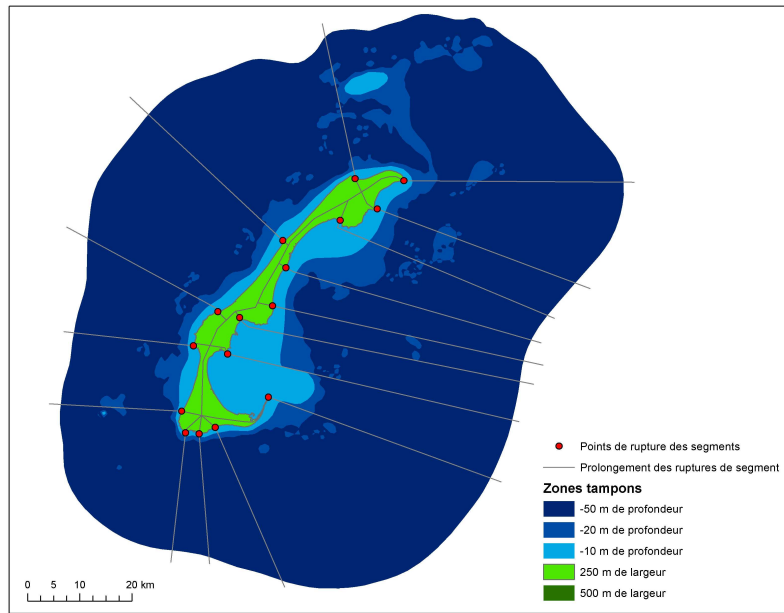 Points de rupture des segments
Prolongement des ruptures de segment
Zones tampons
-50 m de profondeur
-20 m de profondeur
-10 m de profondeur
250 m de largeur
500 m de largeur
0 5 10 20 km